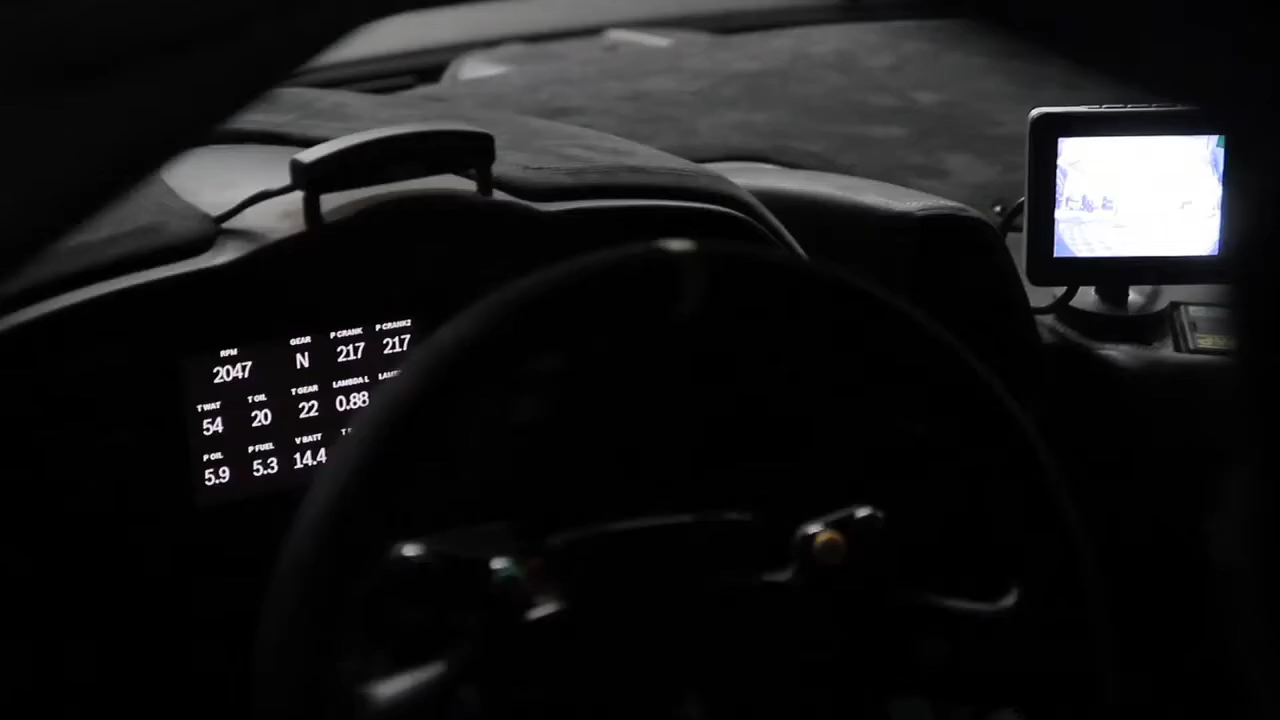 RPM GEAR P CRANK P CRANK2
2047 N 217 217
T WAT T OIL T GEAR LAMBDA L
54 20 22 0.88
P OIL P FUEL V BATT
5.9 5.3 14.4